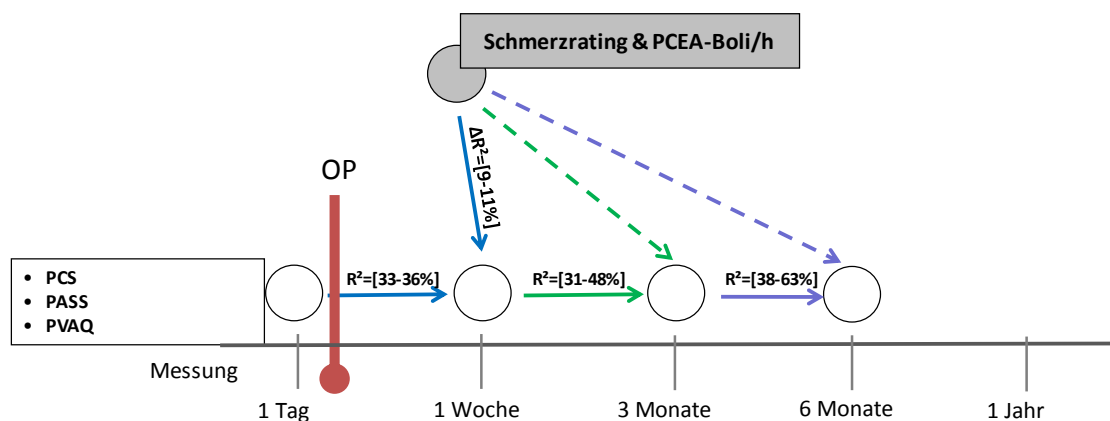 Schmerzrating & PCEA-Boli/h
ΔR²=[9-11%]
OP
• PCS
• PASS
• PVAQ
R²=[33-36%]
R²=[31-48%]
R²=[38-63%]
Messung
1 Tag
1 Woche
3 Monate
6 Monate
1 Jahr